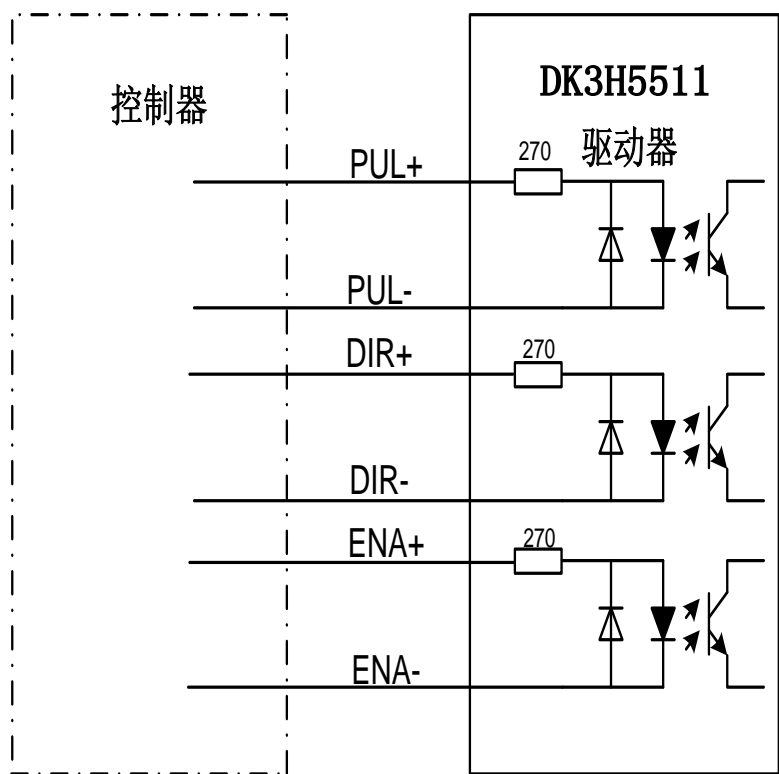 DK3H5511
控制器
驱动器
270
PUL+
PUL-
DIR+
270
DIR-
ENA+
270
ENA-